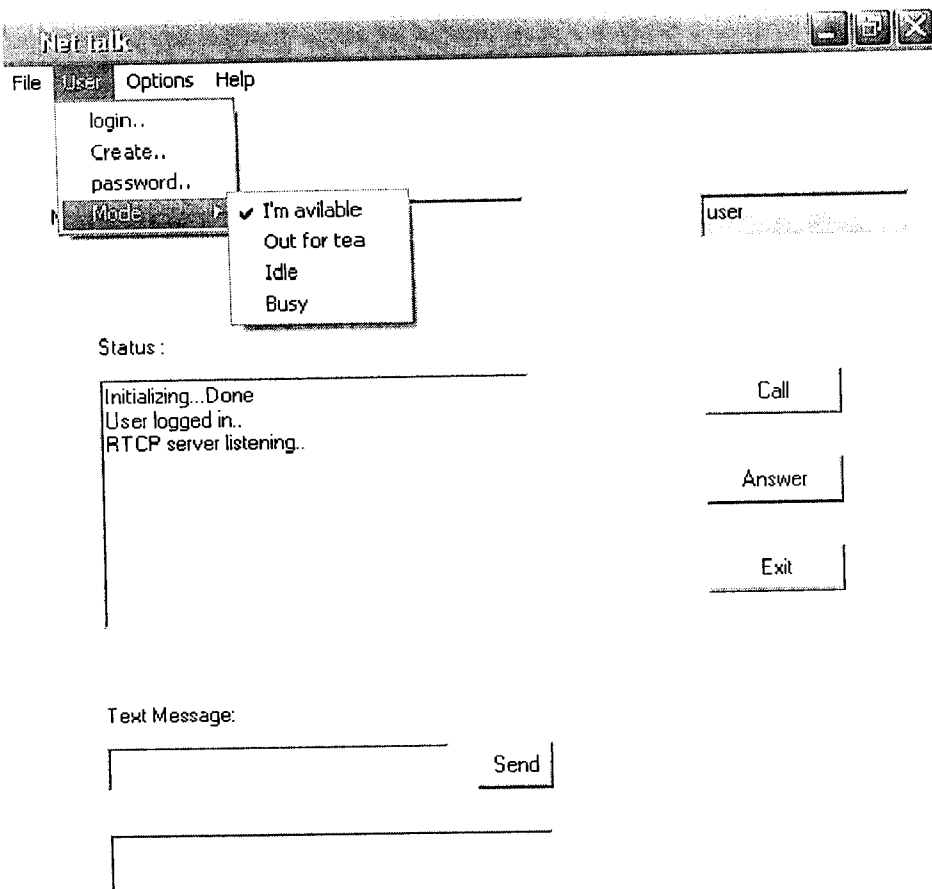 Net talk
File User Options Help
login..
Create..
password..
Mode
✔ I'm avilable
Out for tea
Idle
Busy
user
Status :
Initializing...Done
User logged in..
RTCP server listening..
Call
Answer
Exit
Text Message:
Send